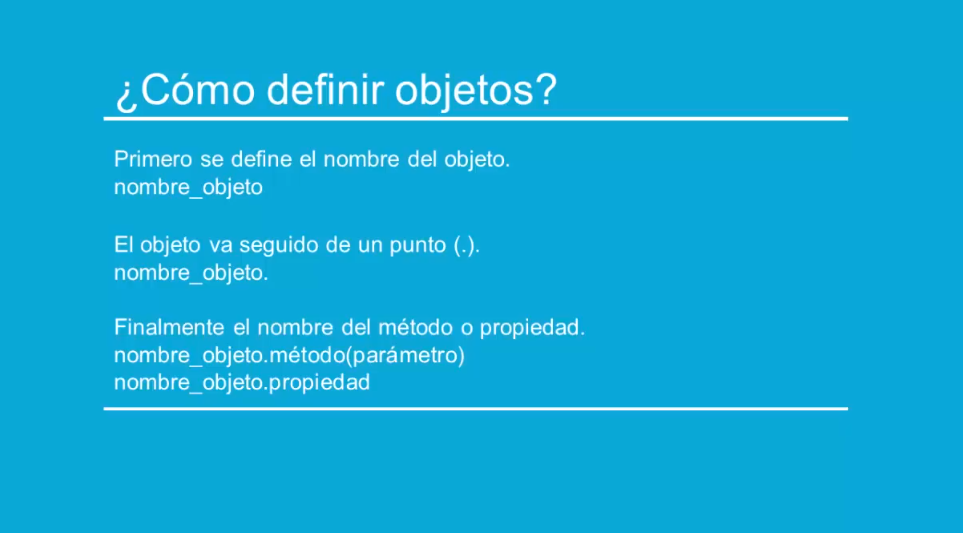 ¿Cómo definir objetos?
Primero se define el nombre del objeto.
nombre_objeto
El objeto va seguido de un punto (.).
nombre_objeto.
Finalmente el nombre del método o propiedad.
nombre_objeto.método(parámetro)
nombre_objeto.propiedad